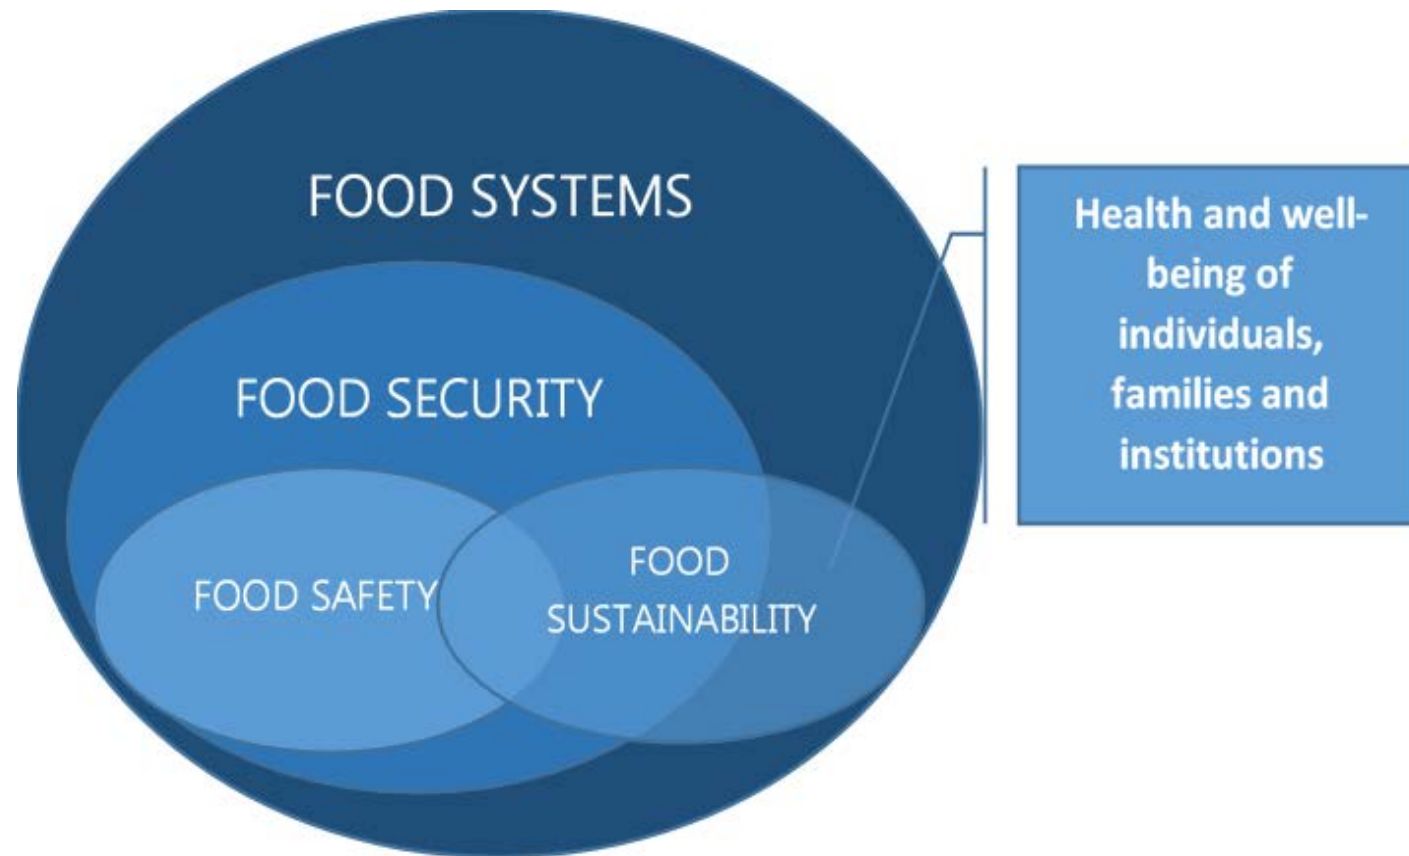 FOOD SYSTEMS
FOOD SECURITY
FOOD SAFETY
FOOD
SUSTAINABILITY
Health and well-
being of
individuals,
families and
institutions